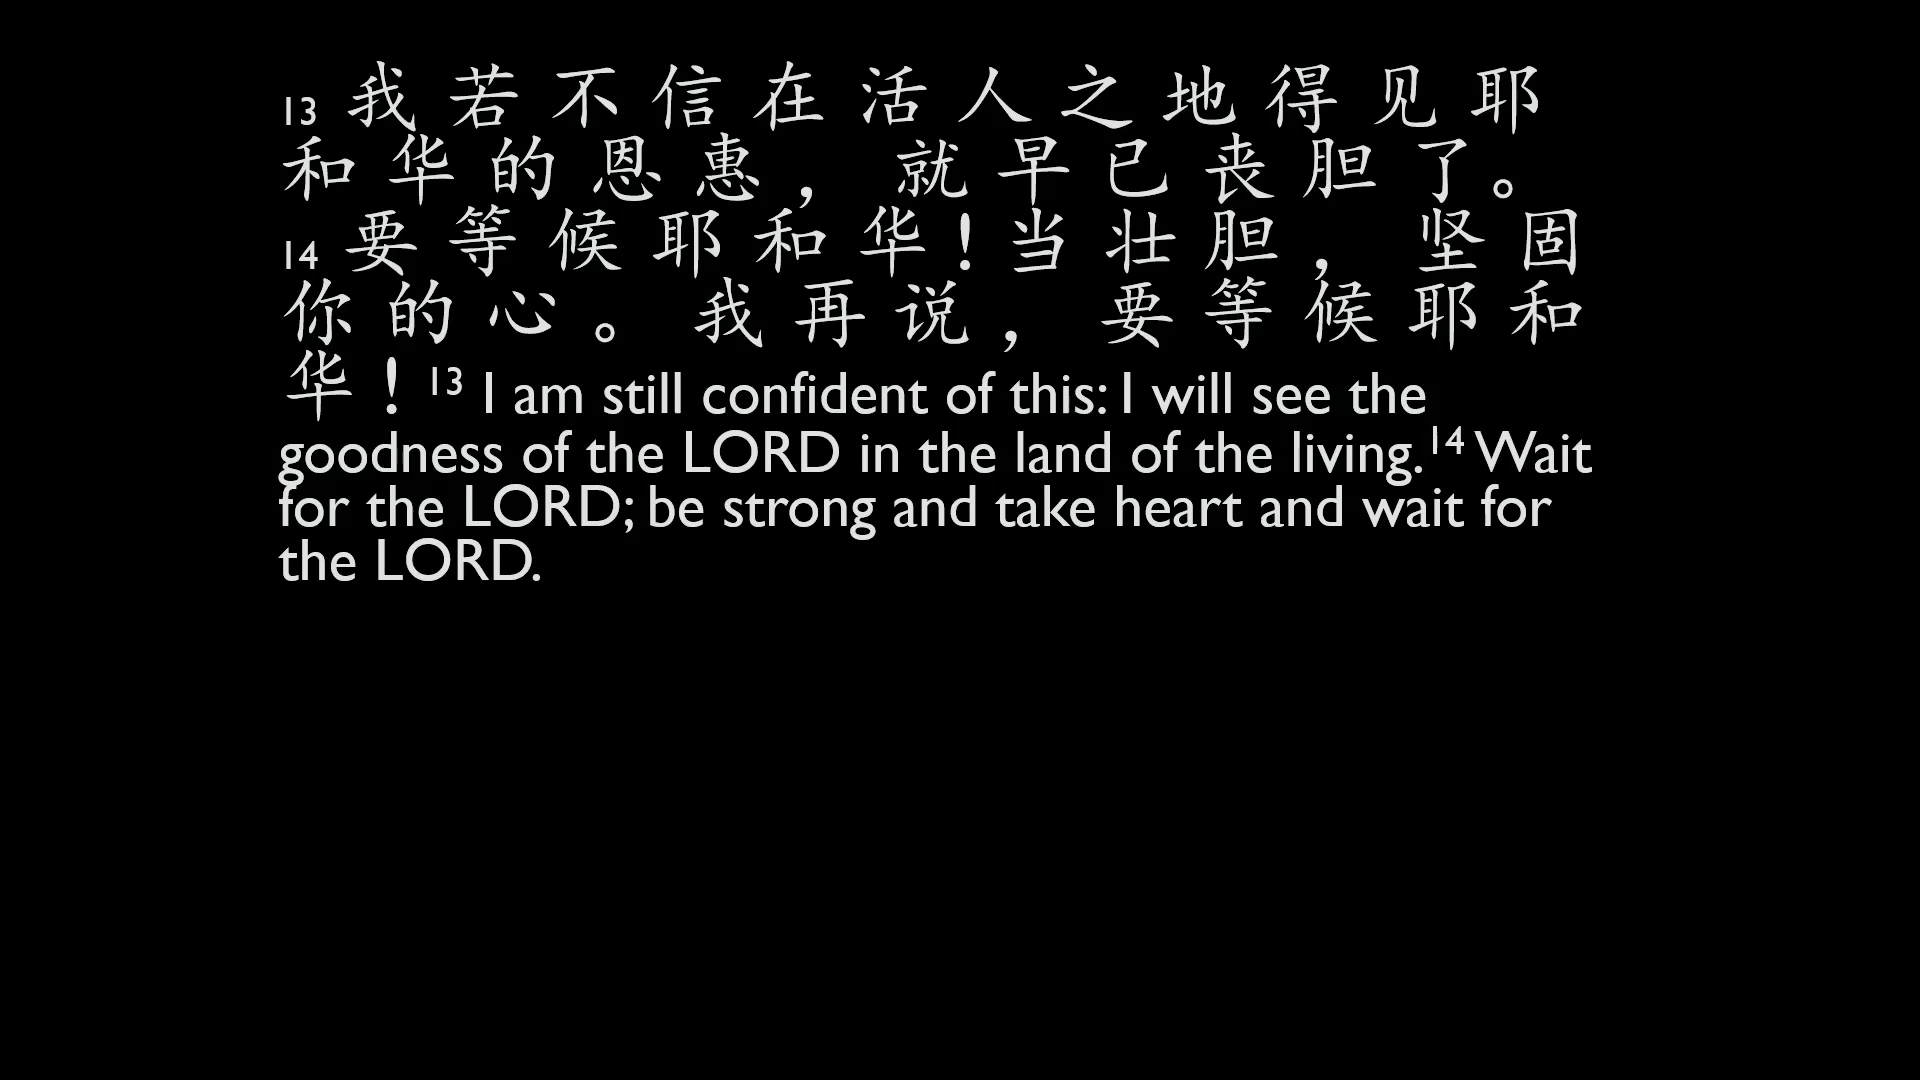 13 我若不信在活人之地得见耶
和华的恩惠，就早已丧胆了。
14 要等候耶和华！当壮胆，坚固
你的心。我再说，要等候耶和
华！13 I am still confident of this: I will see the
goodness of the LORD in the land of the living.14 Wait
for the LORD; be strong and take heart and wait for
the LORD.